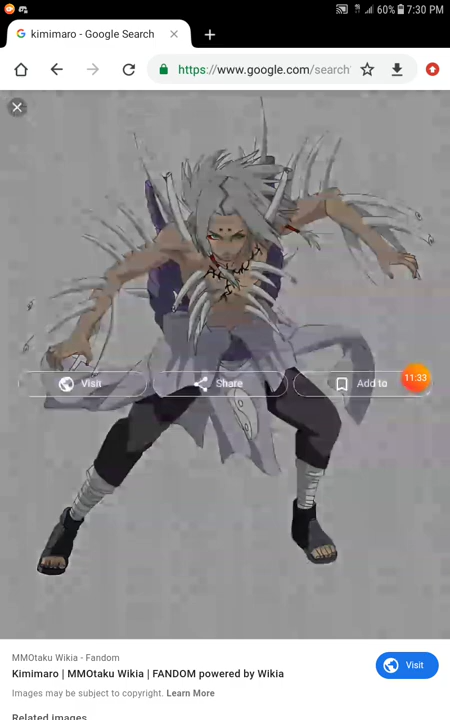 60% 7:30 PM
kimimaro - Google Search
https://www.google.com/search
Visit
Share
Add to
11:33
MMOtaku Wikia - Fandom
Kimimaro | MMOtaku Wikia | FANDOM powered by Wikia
Visit
Images may be subject to copyright. Learn More
Related images